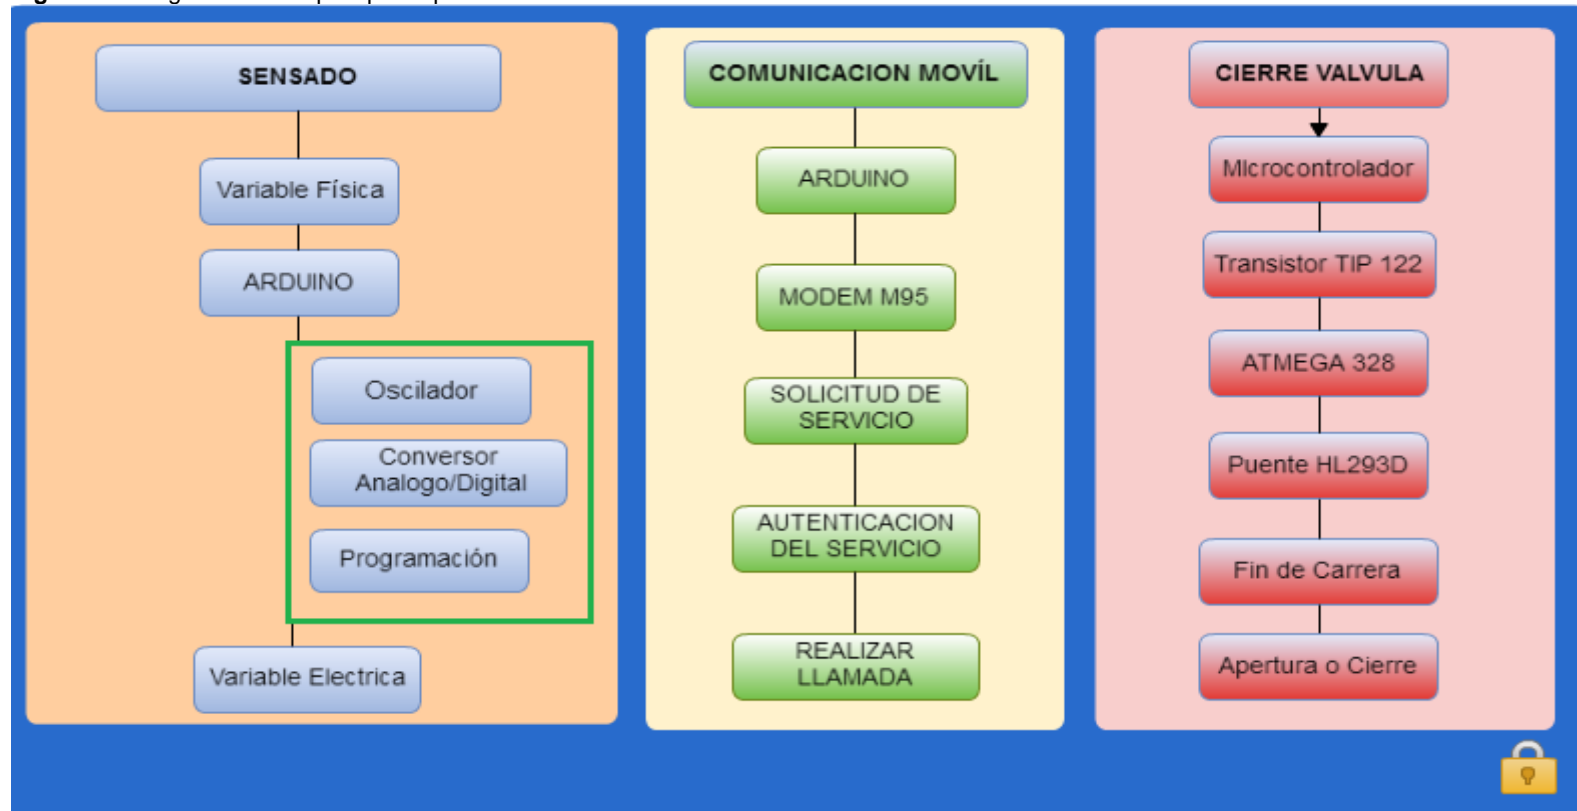 SENSADO
Variable Física
ARDUINO
Oscilador
Conversor
Analogo/Digital
Programación
Variable Electrica
COMUNICACION MOVÍL
ARDUINO
MODEM M95
SOLICITUD DE
SERVICIO
AUTENTICACION
DEL SERVICIO
REALIZAR
LLAMADA
CIERRE VALVULA
MIcrocontrolador
Transistor TIP 122
ATMEGA 328
Puente HL293D
Fin de Carrera
Apertura o Cierre